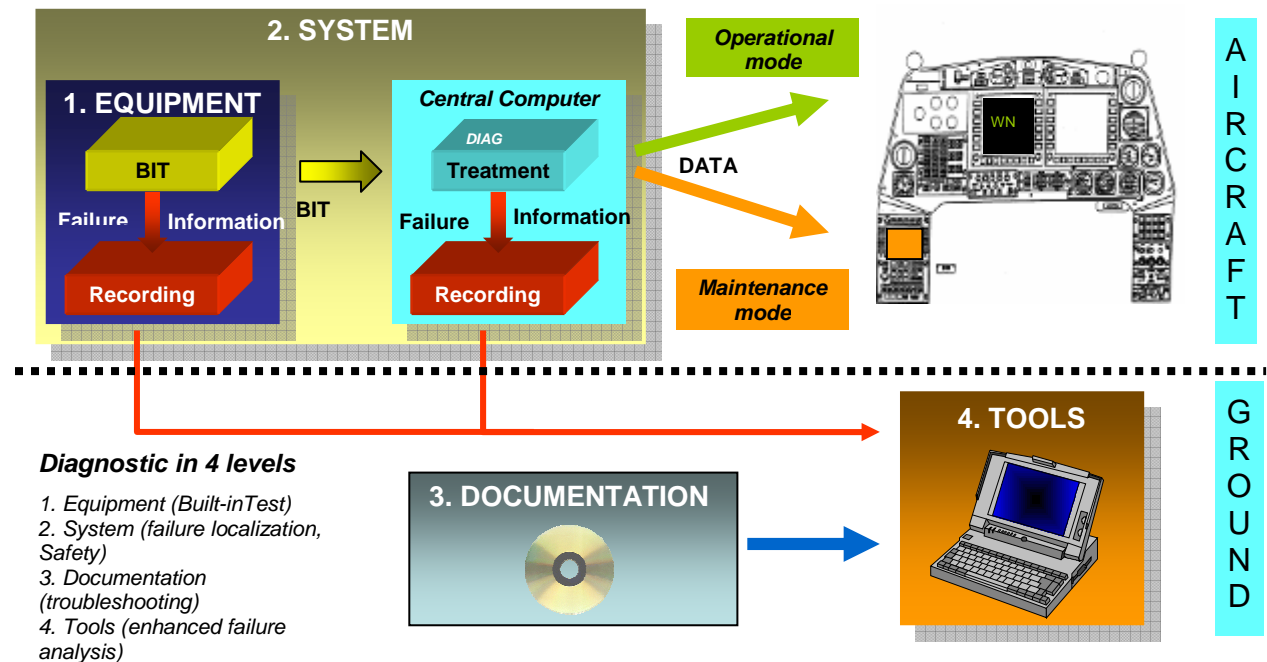 2. SYSTEM
1. EQUIPMENT
BIT
Failure Information
Recording
BIT
Central Computer
DIAG
Treatment
Failure Information
Recording
Operational
mode
DATA
Maintenance
mode
WN
A
I
R
C
R
A
F
T
Diagnostic in 4 levels
1. Equipment (Built-inTest)
2. System (failure localization,
Safety)
3. Documentation
(troubleshooting)
4. Tools (enhanced failure
analysis)
3. DOCUMENTATION
4. TOOLS
G
R
O
U
N
D